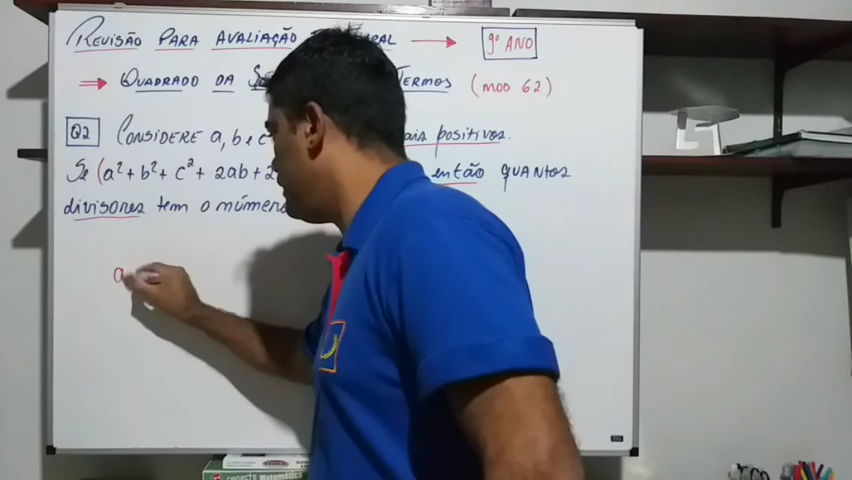 Revisão Para Avaliação → 9º ANO
⇒ Quadrado da Termos (mod 62)
Q2 Considere a, b e c positivos.
Se (a² + b² + c² + 2ab + 2 então quantos
divisores tem o número
a